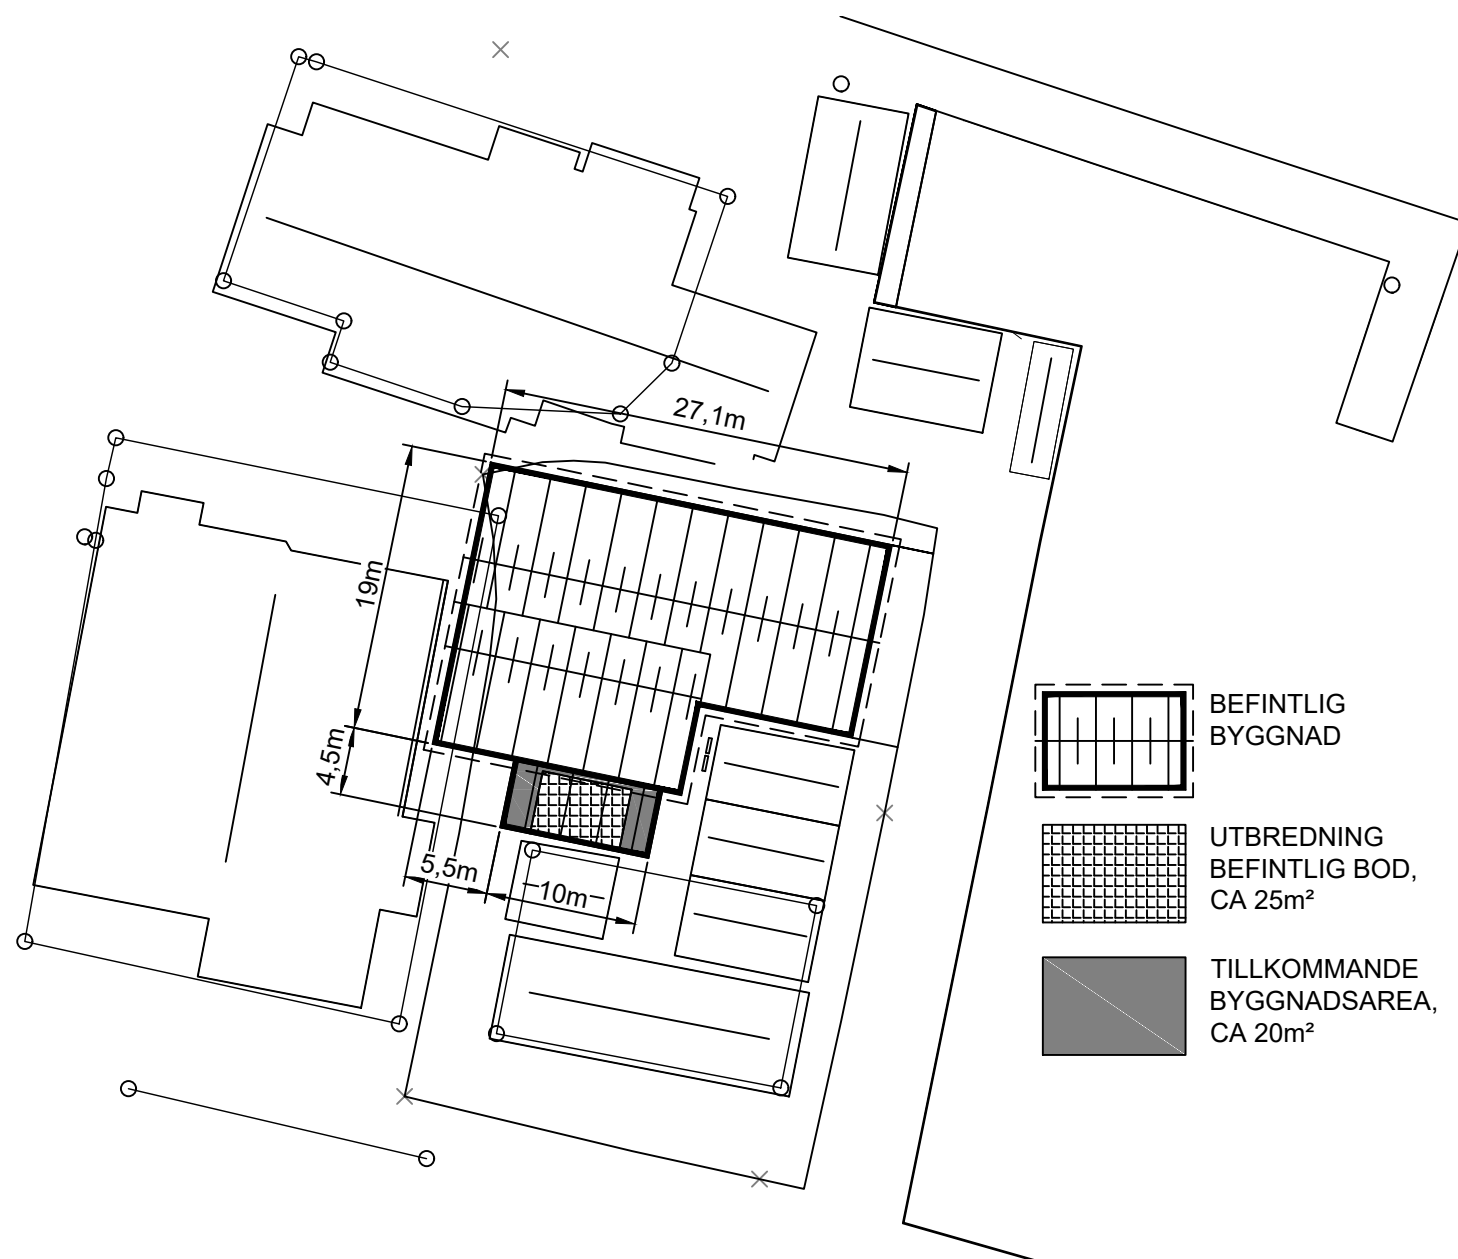 27,1m
19m
4,5m
5,5m
10m
BEFINTLIG
BYGGNAD
UTBREDNING
BEFINTLIG BOD,
CA 25m²
TILLKOMMANDE
BYGGNADSAREA,
CA 20m²